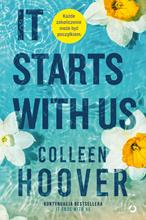 Każde
zakończenie
może być
początkiem.
IT
STARTS
WITH US
COLLEEN
HOOVER
KONTYNUACJA BESTSELLERA
IT ENDS WITH US